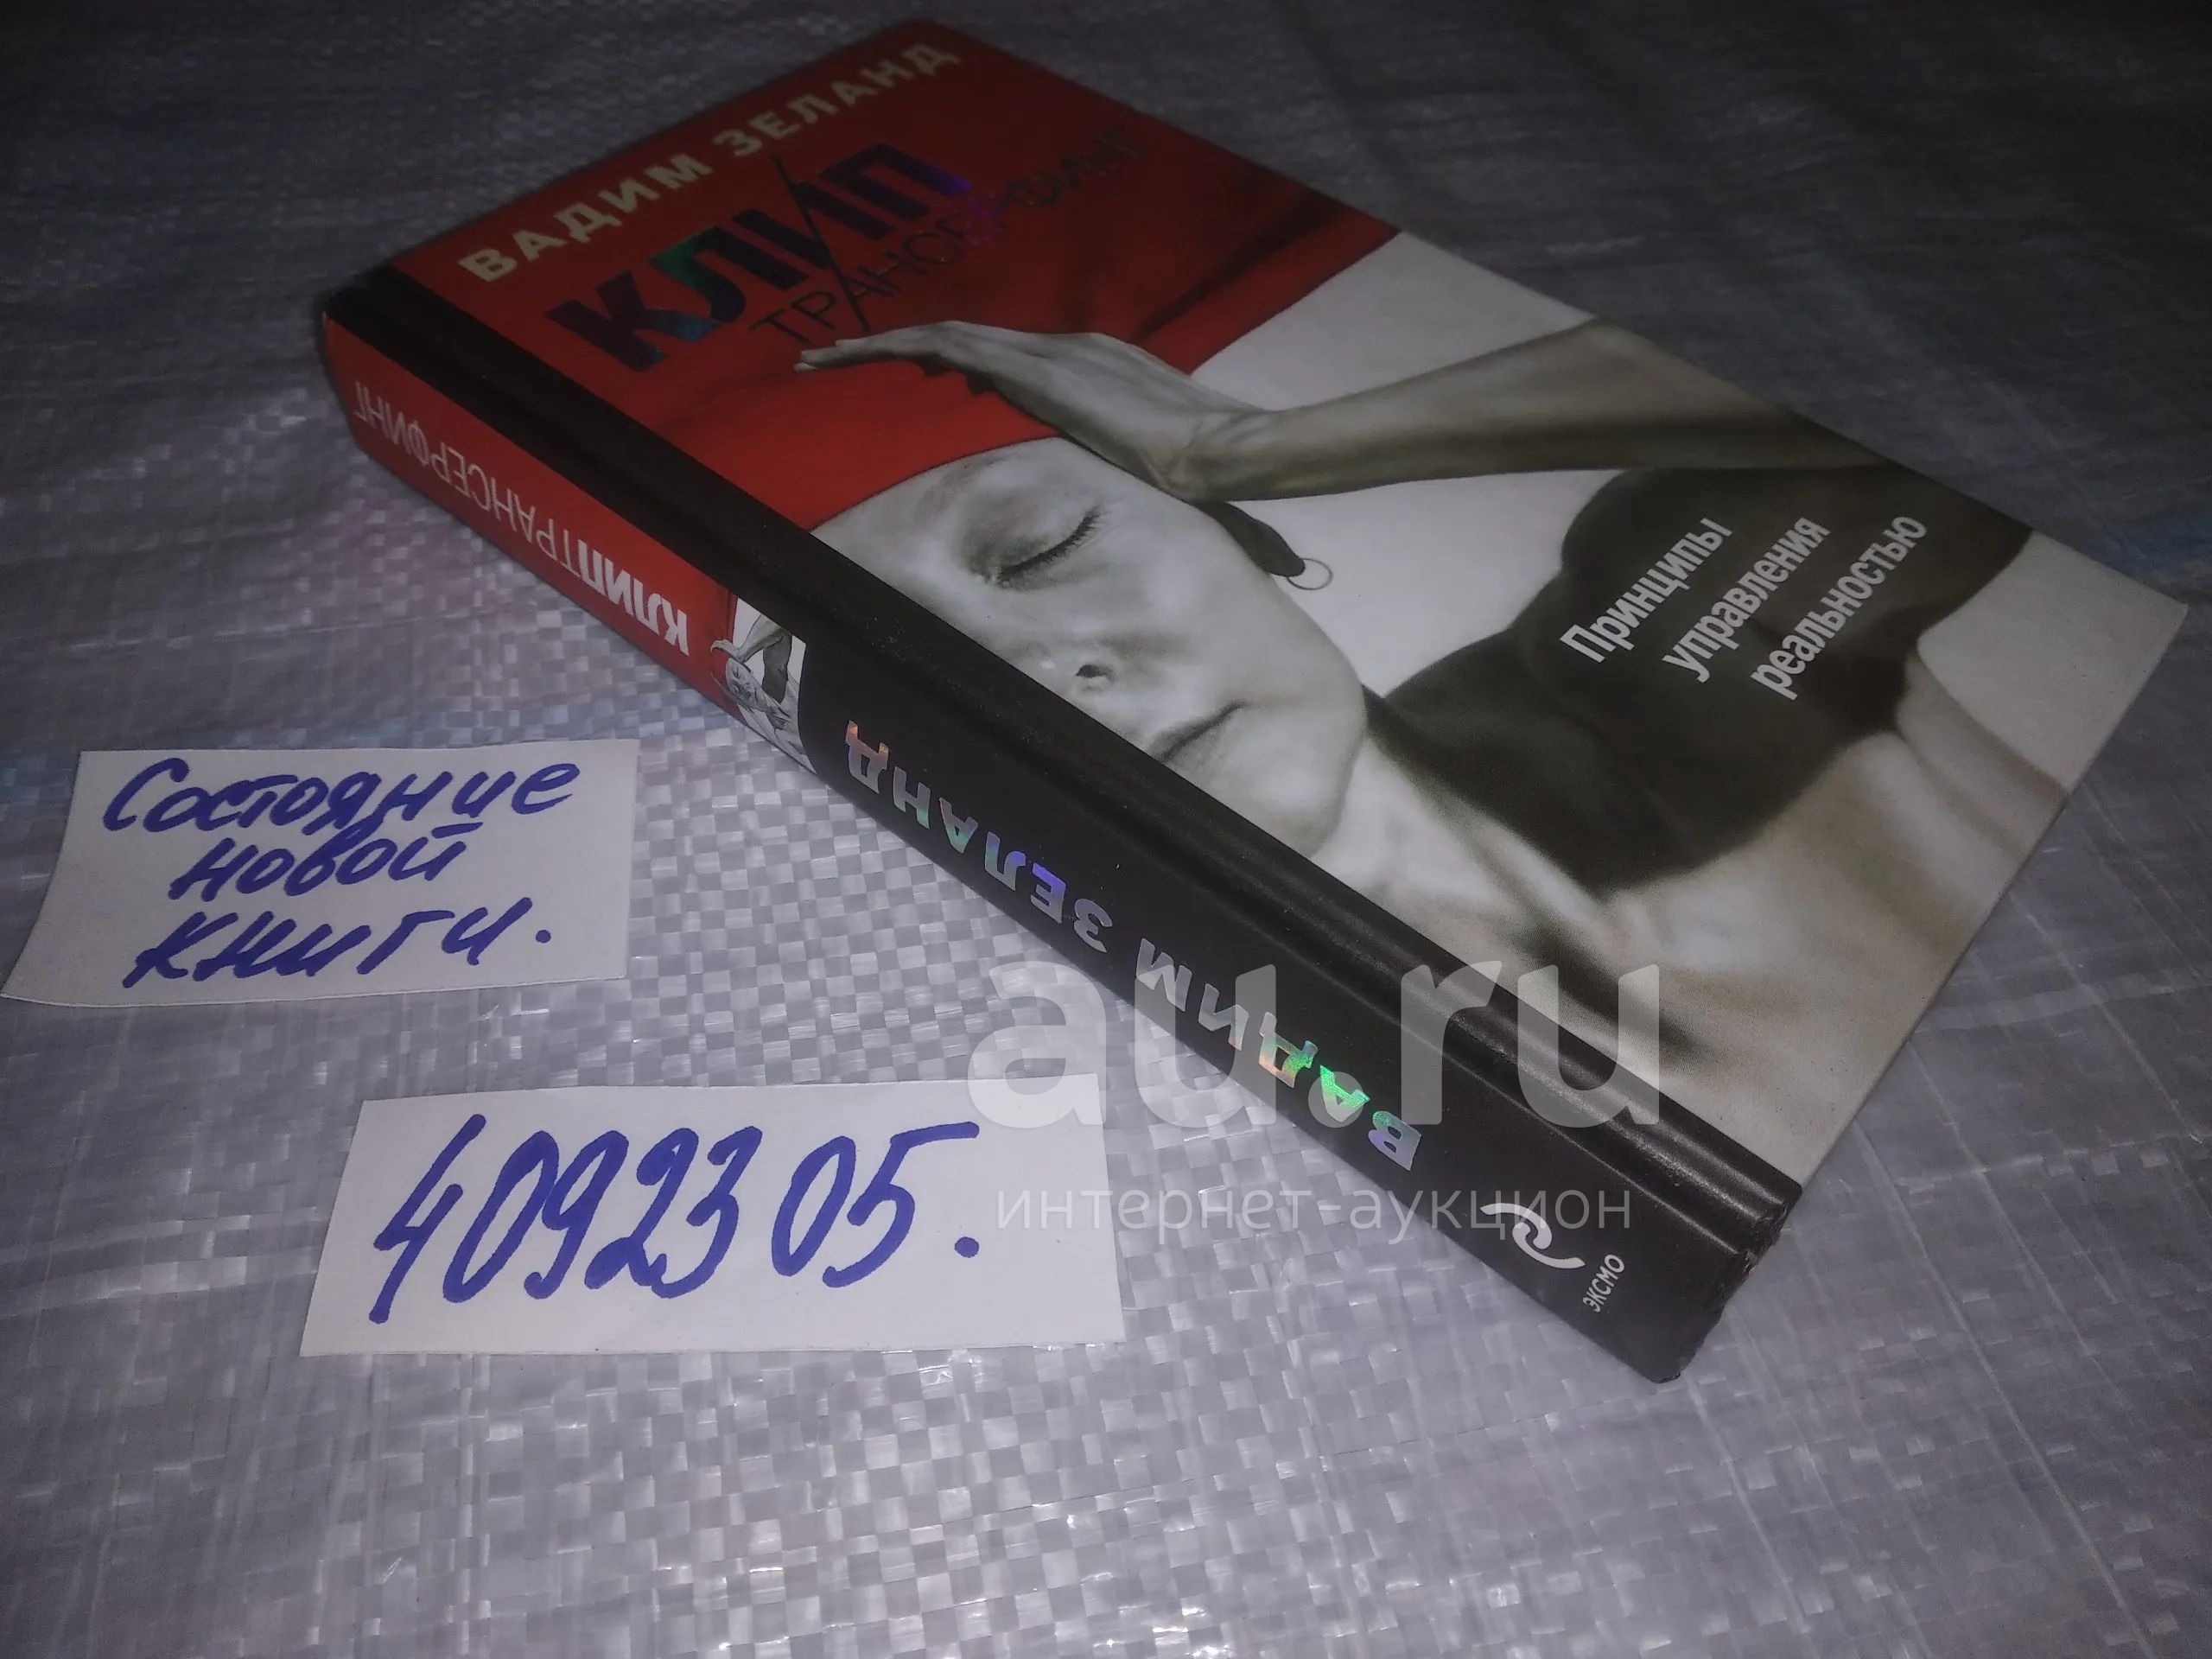 ВАДИМ ЗЕЛАНД
КЛИП
ТРАНСЕРФИНГ
Принципы
управления
реальностью
КЛИПТРАНСЕРФИНГ
ВАДИМ ЗЕЛАНД
ЭКСМО
Состояние
новой
книги.
4092305.
au.ru
интернет-аукцион